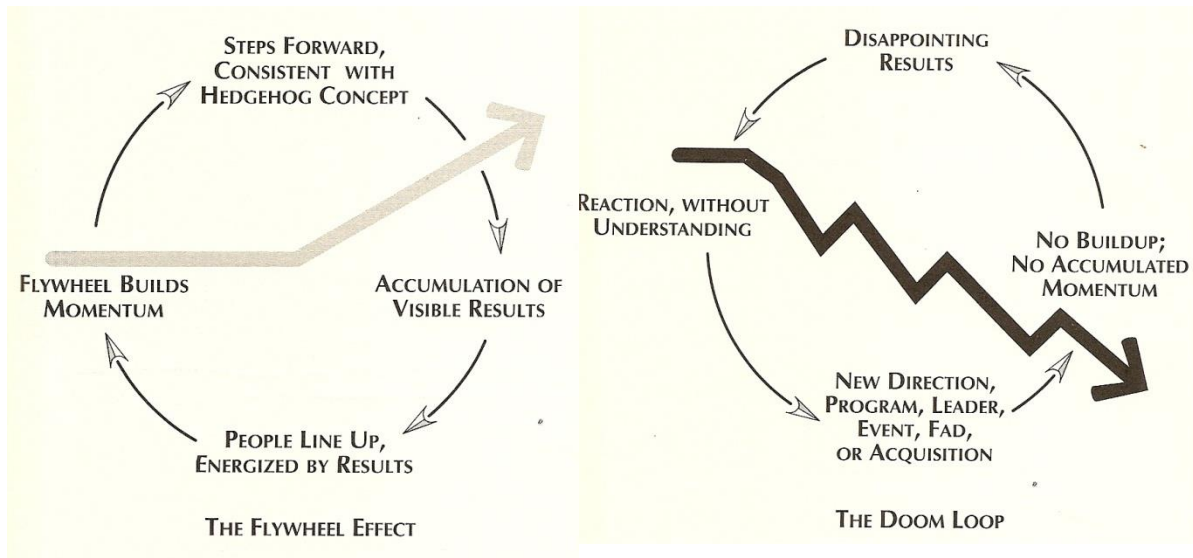 STEPS FORWARD,
CONSISTENT WITH
HEDGEHOG CONCEPT
ACCUMULATION OF
VISIBLE RESULTS
PEOPLE LINE UP,
ENERGIZED BY RESULTS
FLYWHEEL BUILDS
MOMENTUM
THE FLYWHEEL EFFECT
DISAPPOINTING
RESULTS
REACTION, WITHOUT
UNDERSTANDING
NEW DIRECTION,
PROGRAM, LEADER,
EVENT, FAD,
OR ACQUISITION
NO BUILDUP;
NO ACCUMULATED
MOMENTUM
THE DOOM LOOP